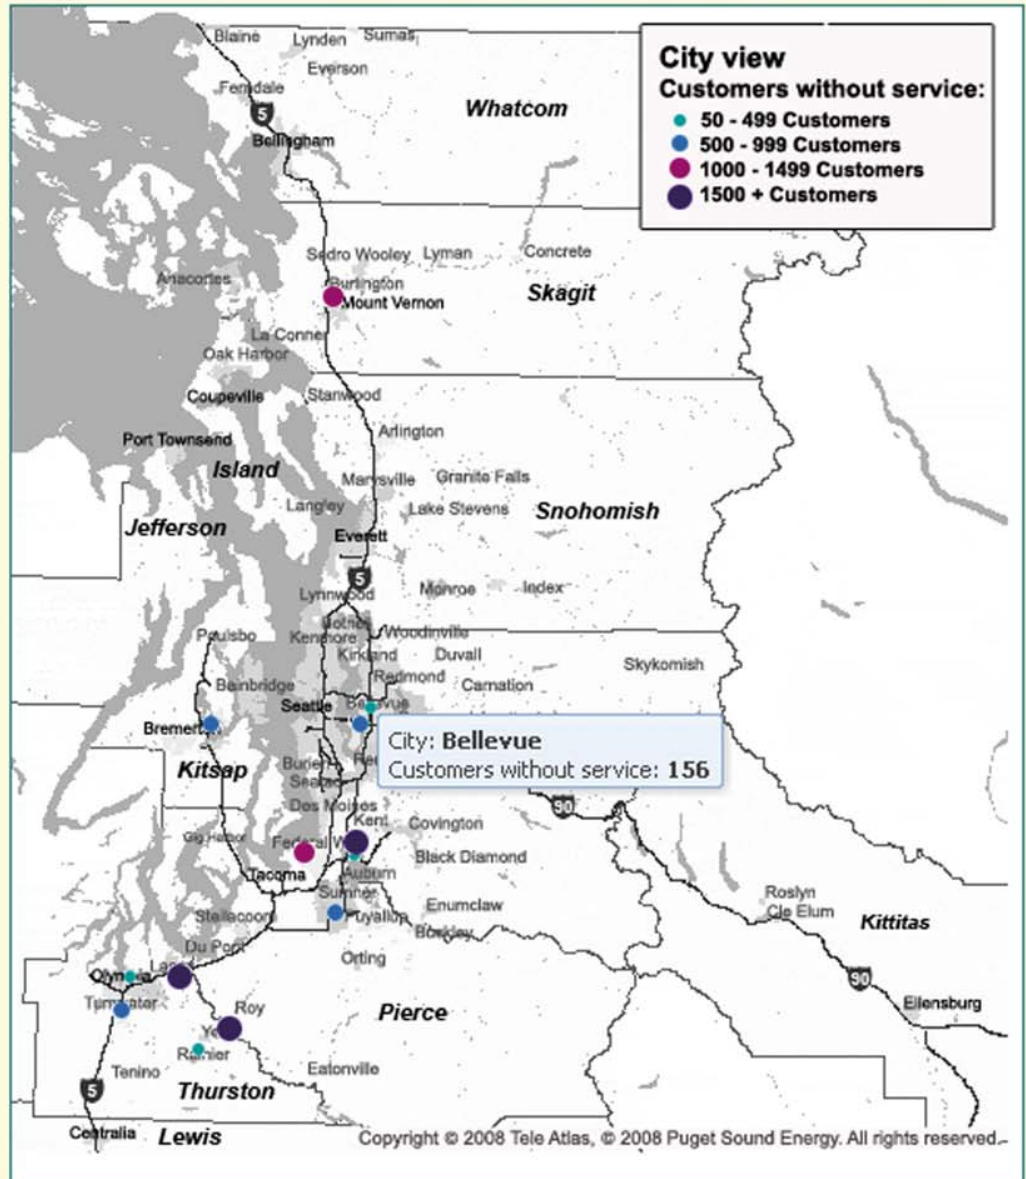 Blaine
Lynden
Sumas
Everson
Ferndale
5
Bellingham
Whatcom
City view
Customers without service:
50 - 499 Customers
500 - 999 Customers
1000 - 1499 Customers
1500 + Customers
Sedro Wooley
Lyman
Concrete
Anacortes
Burlington
Mount Vernon
Skagit
La Conner
Oak Harbor
Coupeville
Stanwood
Port Townsend
Arlington
Island
Marysville
Granite Falls
Langley
Lake Stevens
Snohomish
Jefferson
Everett
5
Lynnwood
Monroe
Index
Poulsbo
Kenmore
Woodinville
Kirkland
Duvall
Skykomish
Redmond
Bainbridge
Carnation
Seattle
Bremerton
City: Bellevue
Customers without service: 156
Kitsap
Des Moines
90
Gig Harbor
Kent
Covington
Federal W
Black Diamond
Tacoma
Auburn
Sumner
Roslyn
Cle Elum
Enumclaw
Steilacoom
Puyallup
Buckley
Kittitas
Du Pont
Orting
90
Olympia
Tumwater
Roy
Pierce
Ellensburg
Rainier
Tenino
Eatonville
5
Thurston
Centralia
Lewis
Copyright © 2008 Tele Atlas, © 2008 Puget Sound Energy. All rights reserved.